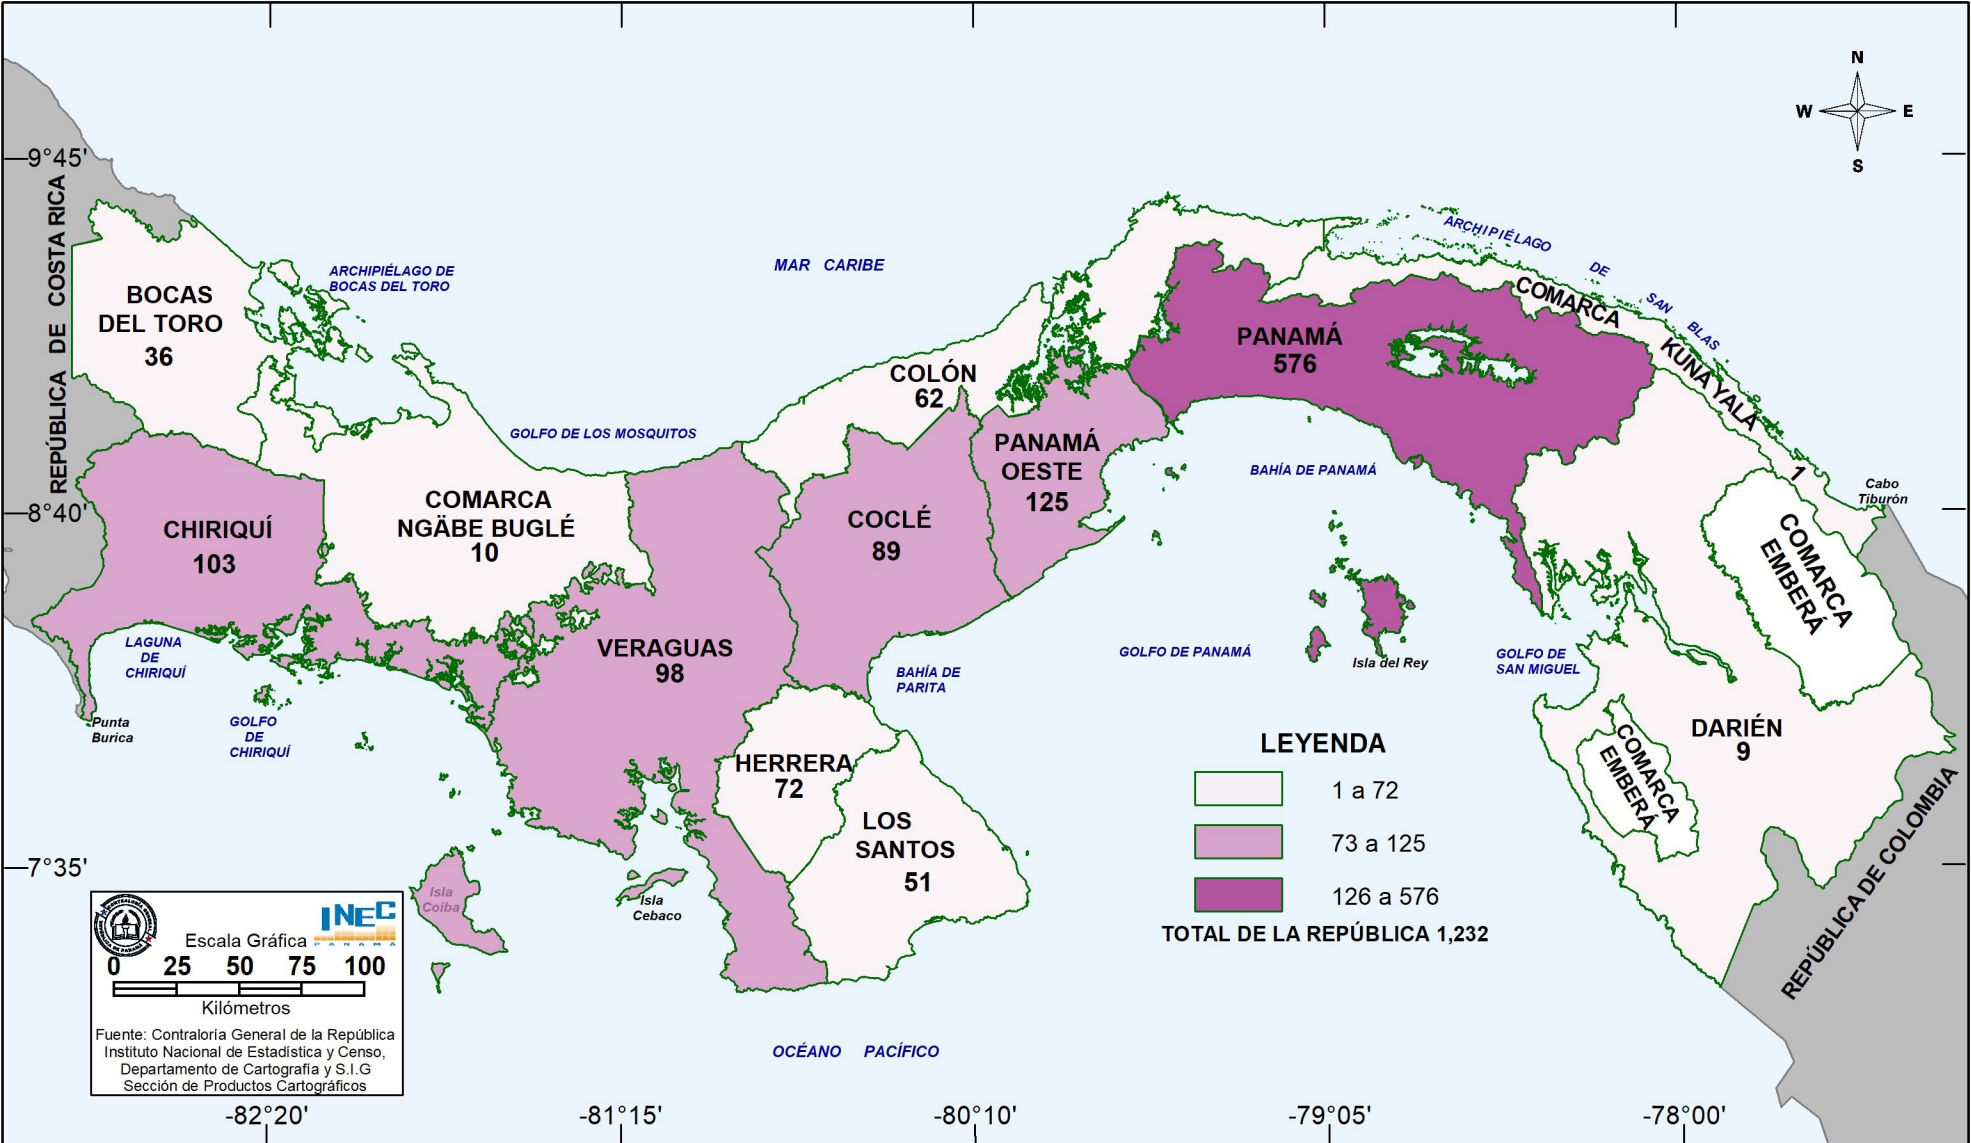 N
W
E
S
9°45'
8°40'
7°35'
REPÚBLICA DE COSTA RICA
BOCAS
DEL TORO
36
ARCHIPIÉLAGO DE
BOCAS DEL TORO
MAR CARIBE
ARCHIPIÉLAGO
DE
SAN
BLAS
COMARCA
KUNA YALA
1
PANAMÁ
576
COLÓN
62
GOLFO DE LOS MOSQUITOS
PANAMÁ
OESTE
125
BAHÍA DE PANAMÁ
Cabo
Tiburón
CHIRIQUÍ
103
COMARCA
NGÄBE BUGLÉ
10
COCLÉ
89
COMARCA
EMBERÁ
VERAGUAS
98
LAGUNA
DE
CHIRIQUÍ
BAHÍA DE
PARITA
GOLFO DE PANAMÁ
Isla del Rey
GOLFO DE
SAN MIGUEL
Punta
Burica
GOLFO
DE
CHIRIQUÍ
DARIÉN
9
COMARCA
EMBERÁ
HERRERA
72
LOS
SANTOS
51
Isla
Coiba
Isla
Cebaco
REPÚBLICA DE COLOMBIA
LEYENDA
1 a 72
73 a 125
126 a 576
TOTAL DE LA REPÚBLICA 1,232
INEC
PANAMÁ
Escala Gráfica
0 25 50 75 100
Kilómetros
Fuente: Contraloría General de la República
Instituto Nacional de Estadística y Censo,
Departamento de Cartografía y S.I.G
Sección de Productos Cartográficos
OCÉANO PACÍFICO
-82°20' -81°15' -80°10' -79°05' -78°00'